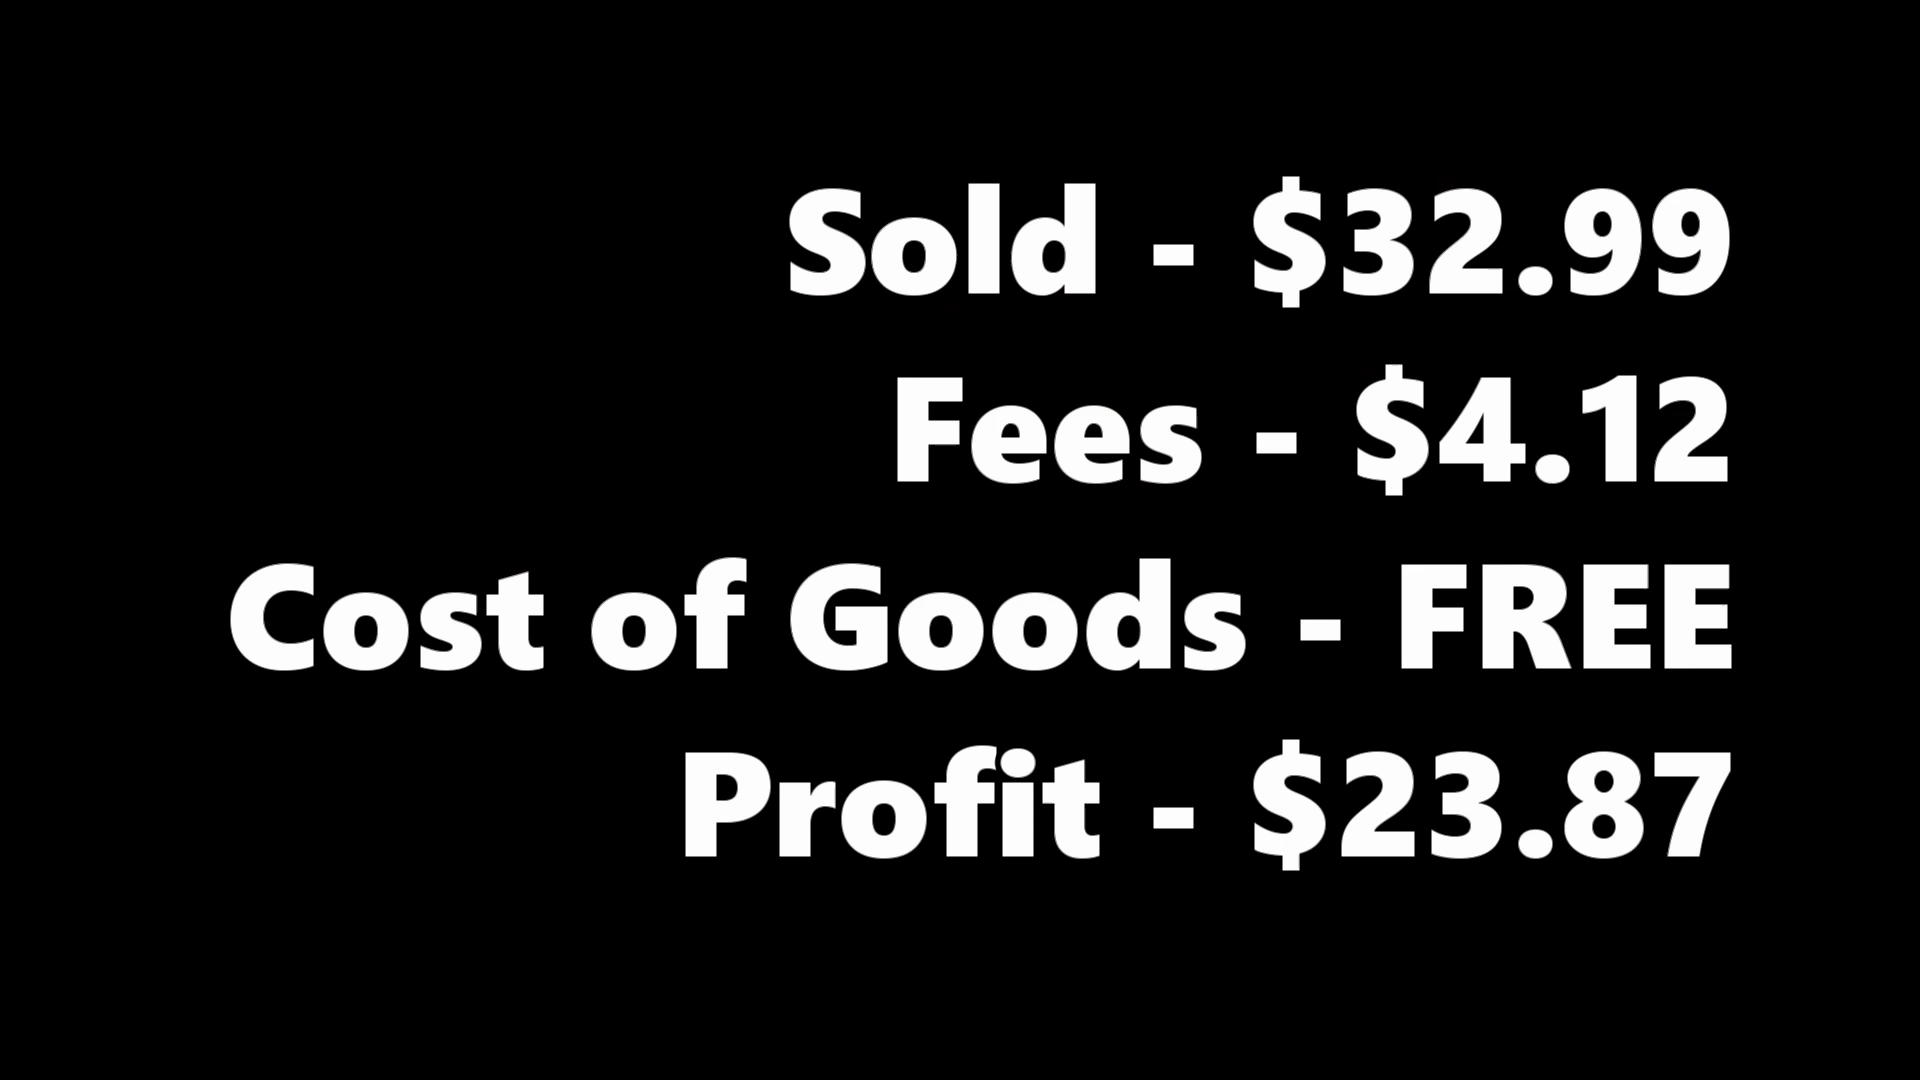 Sold - $32.99
Fees - $4.12
Cost of Goods - FREE
Profit - $23.87